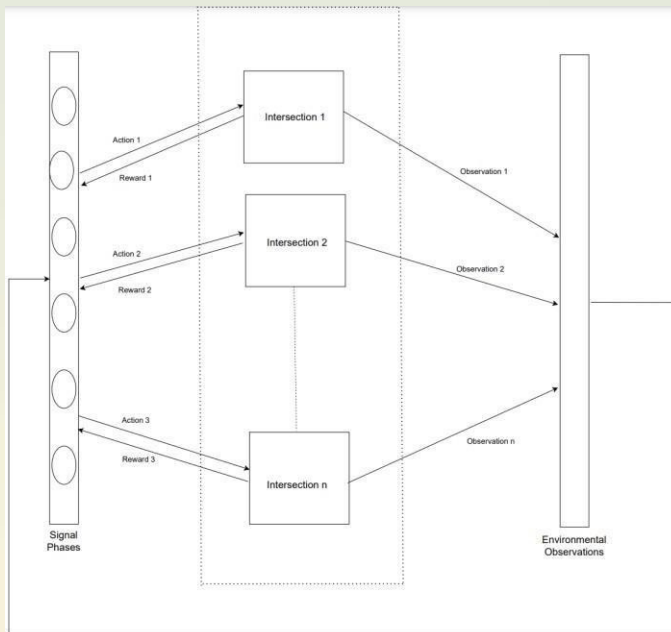 Intersection 1
Action 1
Reward 1
Observation 1
Intersection 2
Action 2
Reward 2
Observation 2
Action 3
Reward 3
Intersection n
Observation n
Signal
Phases
Environmental
Observations